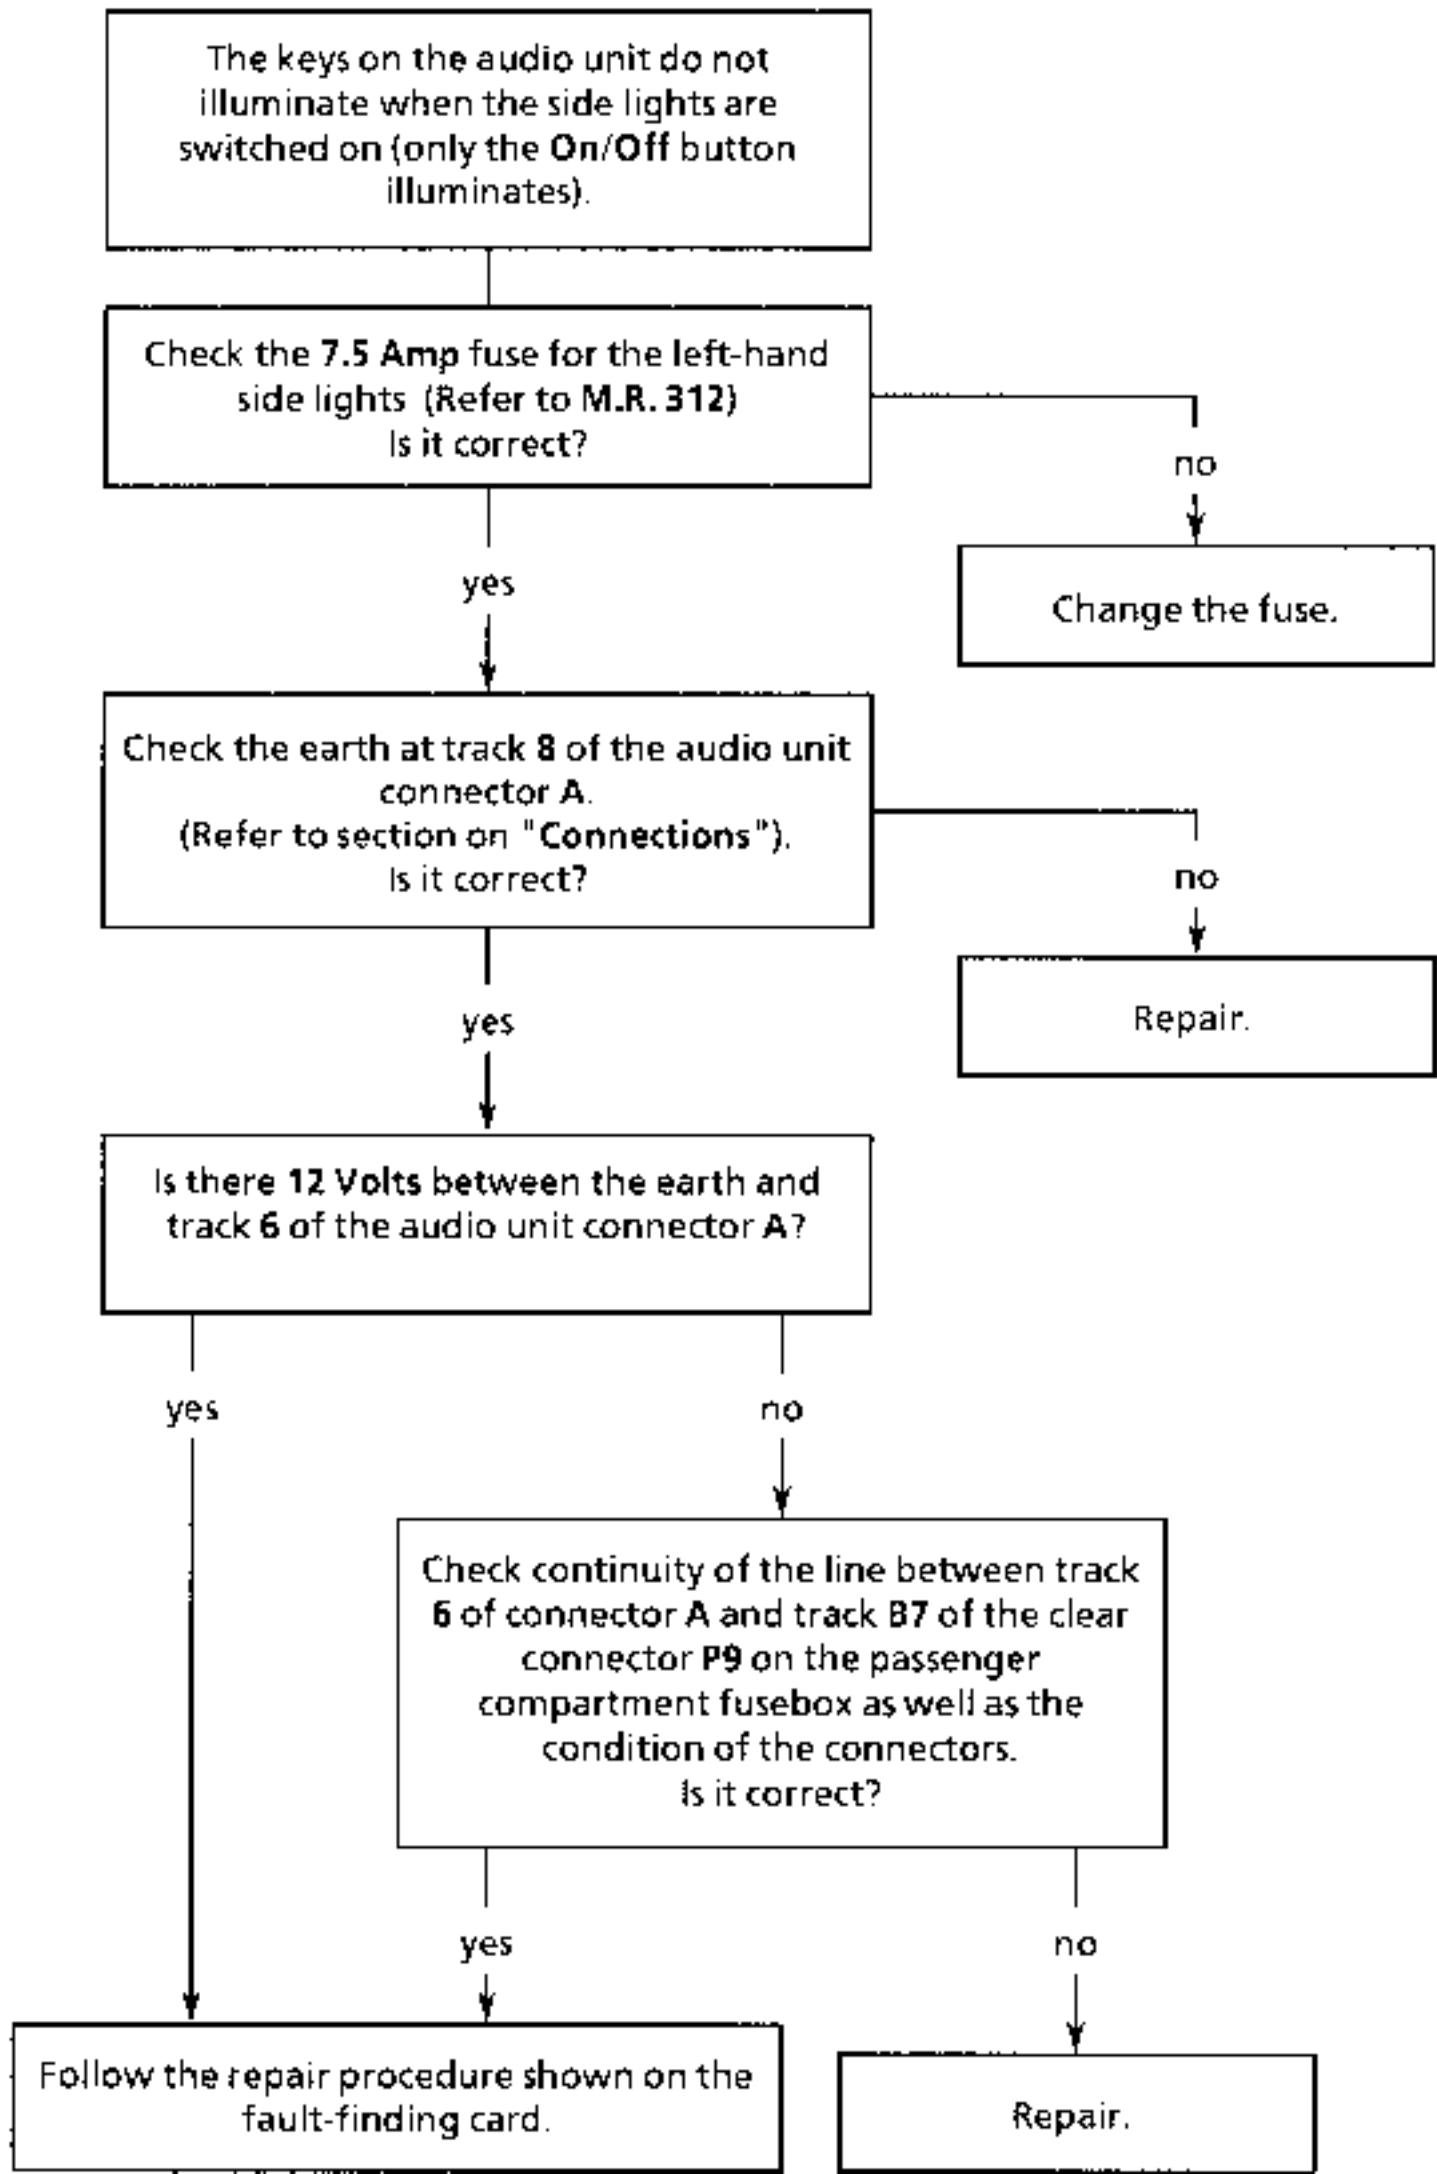 The keys on the audio unit do not
illuminate when the side lights are
switched on (only the On/Off button
illuminates).
Check the 7.5 Amp fuse for the left-hand
side lights (Refer to M.R. 312)
Is it correct?
no
yes
Change the fuse.
Check the earth at track 8 of the audio unit
connector A.
(Refer to section on "Connections").
Is it correct?
no
yes
Repair.
Is there 12 Volts between the earth and
track 6 of the audio unit connector A?
yes
no
Check continuity of the line between track
6 of connector A and track B7 of the clear
connector P9 on the passenger
compartment fusebox as well as the
condition of the connectors.
Is it correct?
yes
no
Follow the repair procedure shown on the
fault-finding card.
Repair.